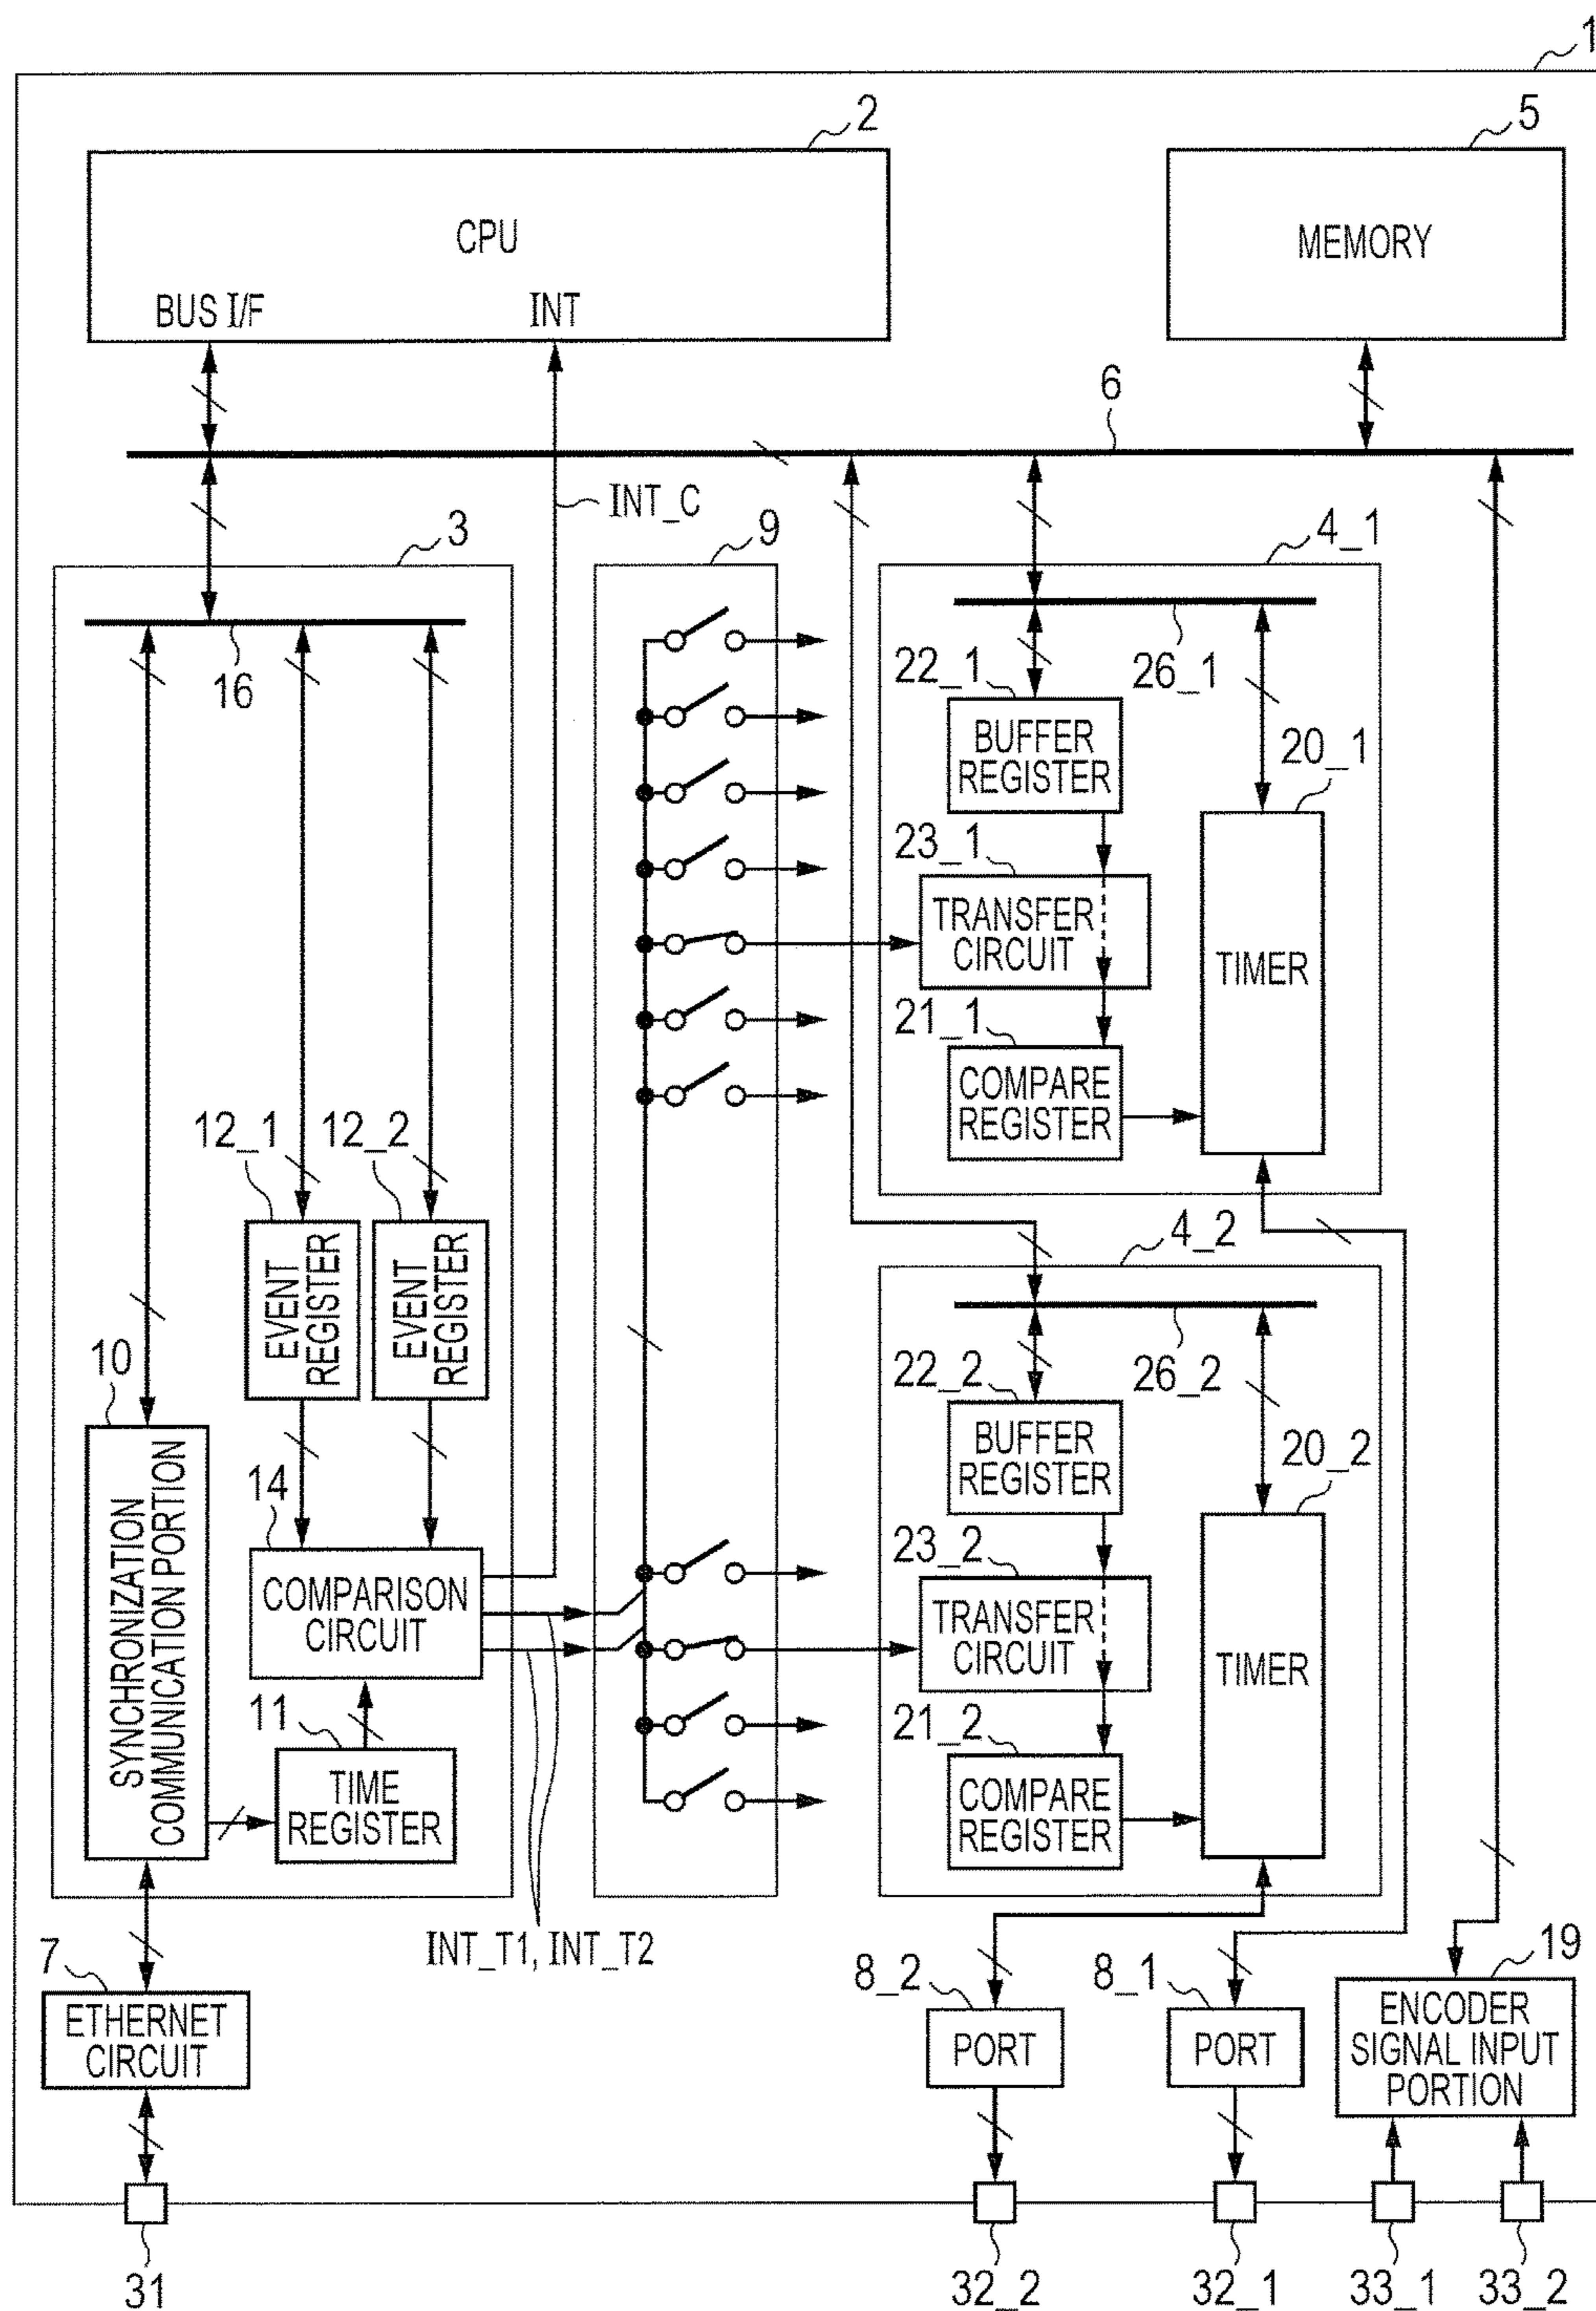 1
2
5
CPU
MEMORY
BUS I/F
INT
6
INT_C
3
9
4_1
16
22_1
26_1
BUFFER
REGISTER
20_1
23_1
TRANSFER
CIRCUIT
TIMER
21_1
COMPARE
REGISTER
12_1
12_2
EVENT
REGISTER
EVENT
REGISTER
4_2
10
22_2
26_2
BUFFER
REGISTER
20_2
SYNCHRONIZATION
COMMUNICATION PORTION
14
23_2
COMPARISON
CIRCUIT
TRANSFER
CIRCUIT
TIMER
11
21_2
TIME
REGISTER
COMPARE
REGISTER
INT_T1, INT_T2
7
8_2
8_1
19
ETHERNET
CIRCUIT
PORT
PORT
ENCODER
SIGNAL INPUT
PORTION
31
32_2
32_1
33_1
33_2